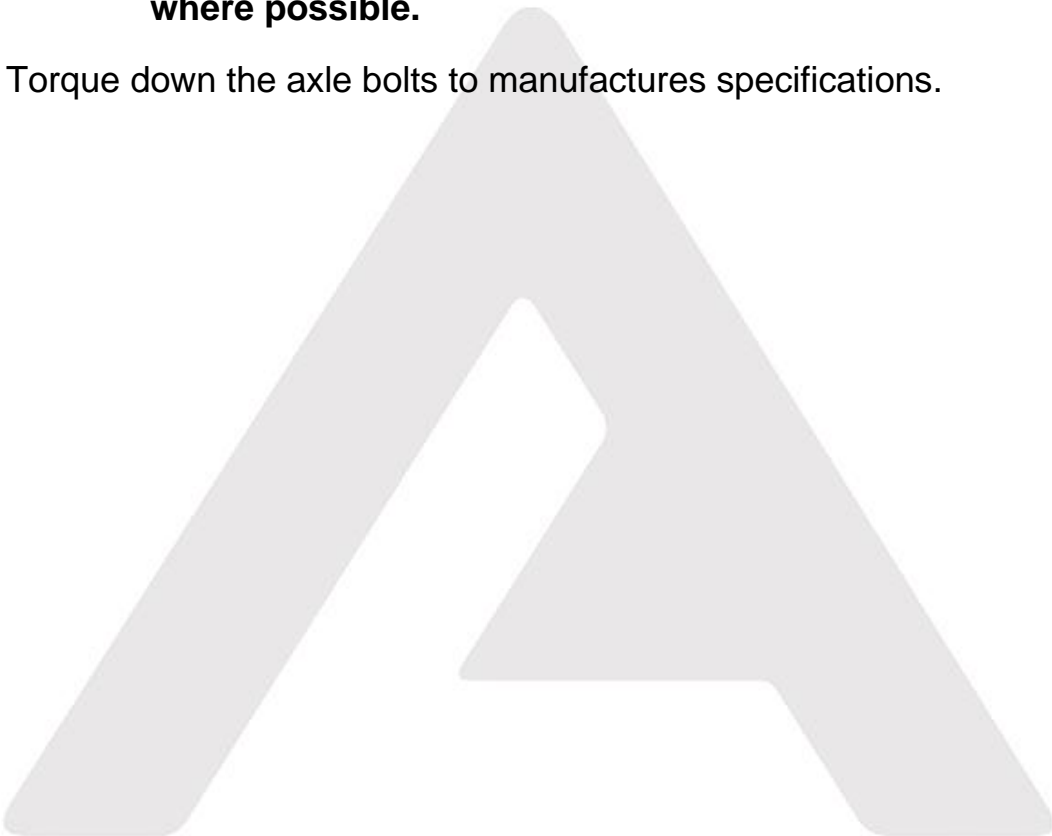 where possible.
Torque down the axle bolts to manufactures specifications.